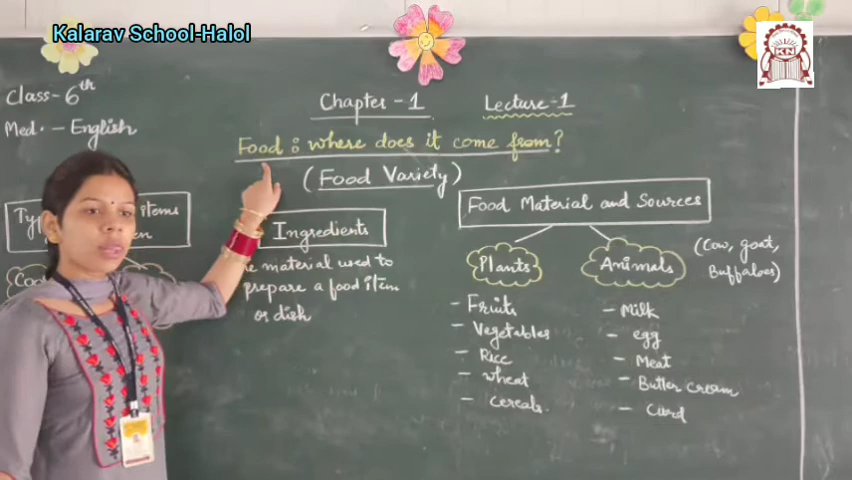 Kalarav School-Halol
KN
Class-6th
Med. - English
Chapter - 1
Lecture-1
Food : where does it come from?
(Food Variety)
items
Ingredients
material used to
prepare a food item
or dish
Food Material and Sources
Plants
- Fruits
- Vegetables
- Rice
- wheat
- cereals.
Animals
(Cow, goat,
Buffaloes)
- Milk
- egg
- Meat
- Butter cream
- Curd